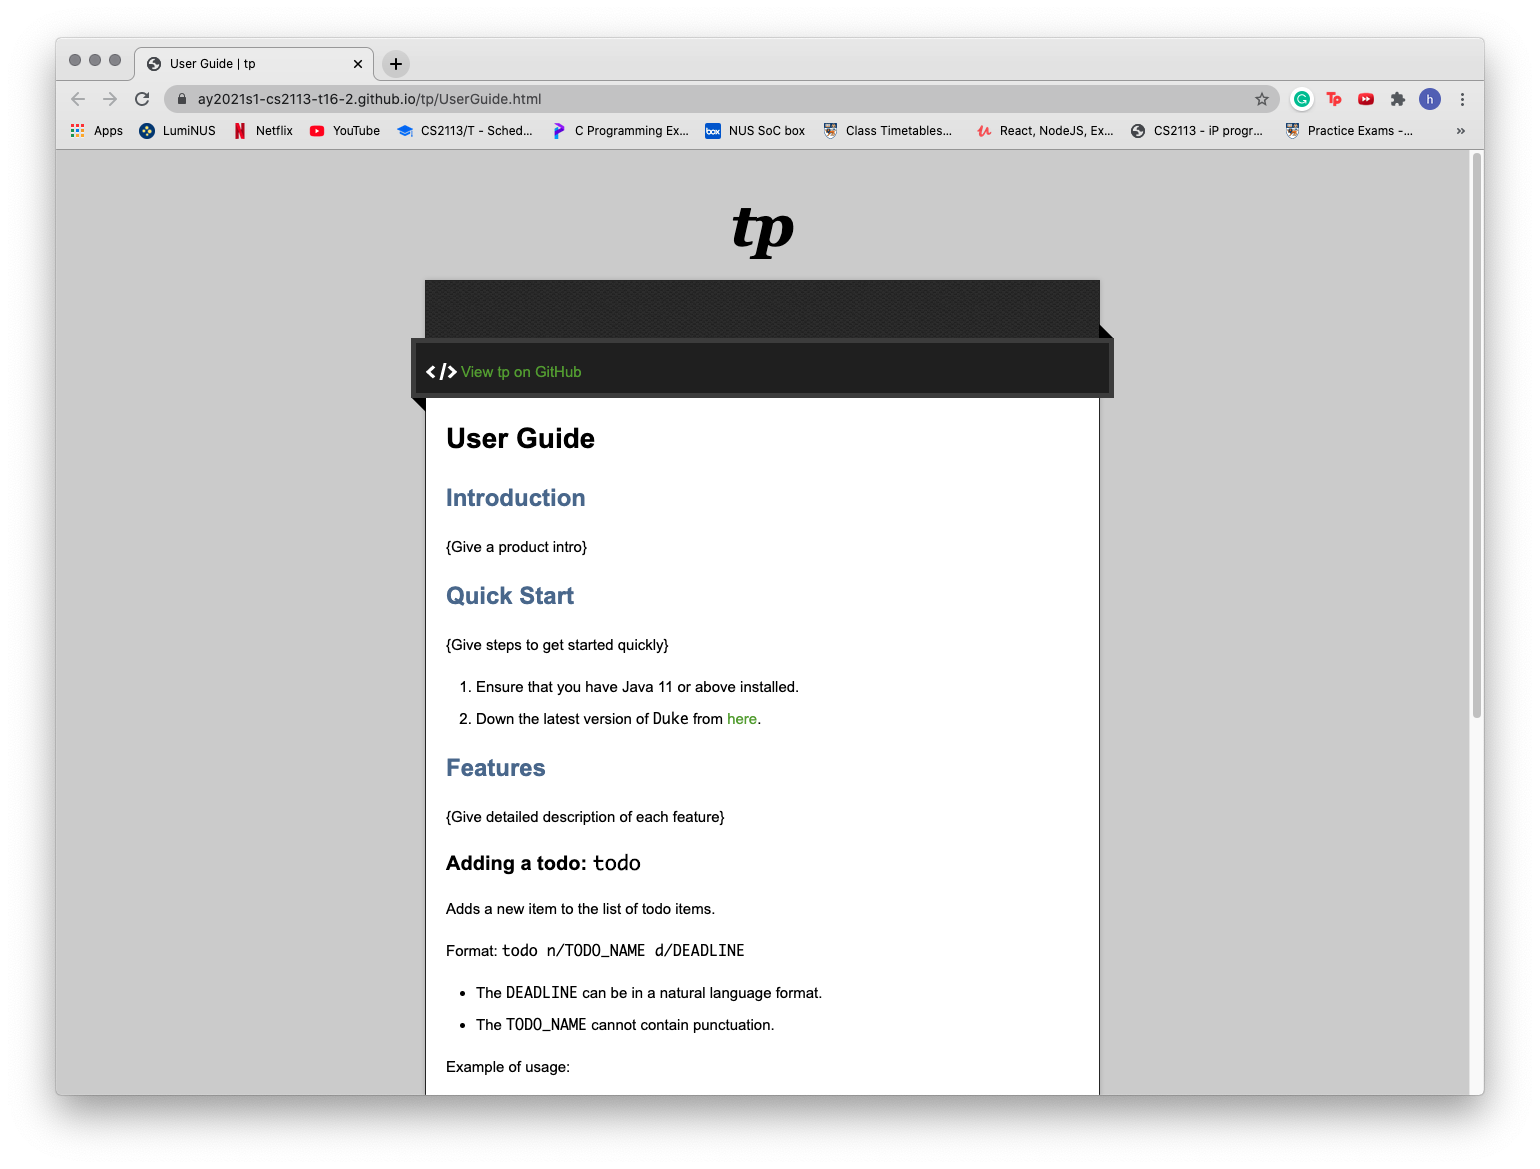 User Guide | tp
ay2021s1-cs2113-t16-2.github.io/tp/UserGuide.html
Tp
h
Apps
LumiNUS
Netflix
YouTube
CS2113/T - Sched...
C Programming Ex...
box
NUS SoC box
Class Timetables...
React, NodeJS, Ex...
CS2113 - iP progr...
Practice Exams -...
»
tp
</> View tp on GitHub
User Guide
Introduction
{Give a product intro}
Quick Start
{Give steps to get started quickly}
1. Ensure that you have Java 11 or above installed.
2. Down the latest version of Duke from here.
Features
{Give detailed description of each feature}
Adding a todo: todo
Adds a new item to the list of todo items.
Format: todo n/TODO_NAME d/DEADLINE
• The DEADLINE can be in a natural language format.
• The TODO_NAME cannot contain punctuation.
Example of usage: